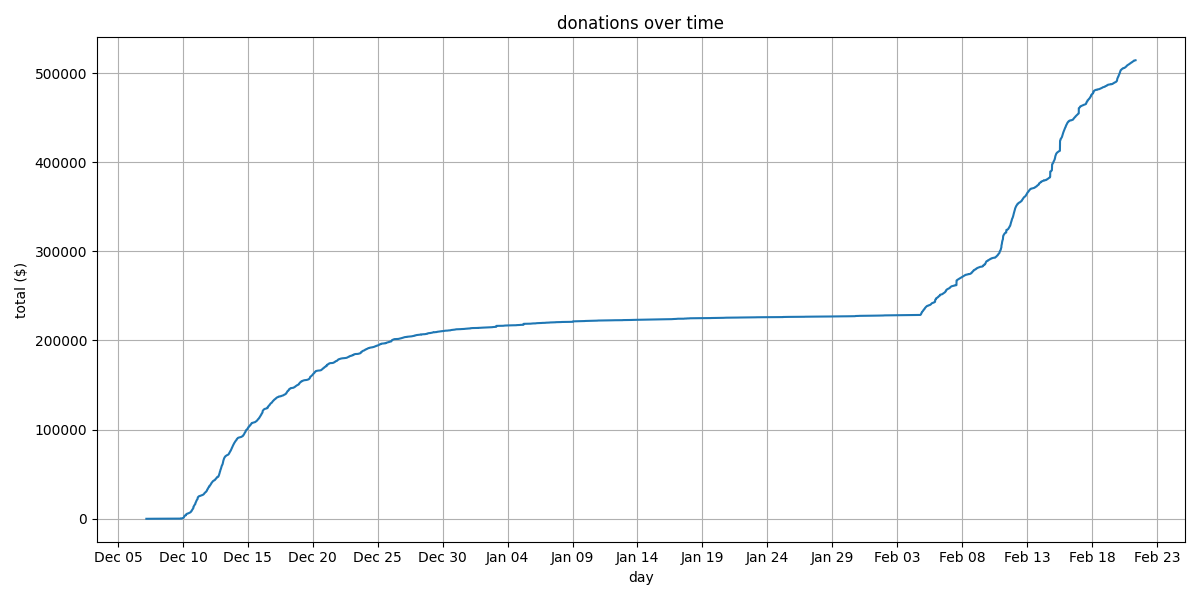 donations over time
total ($)
500000
400000
300000
200000
100000
0
Dec 05 Dec 10 Dec 15 Dec 20 Dec 25 Dec 30 Jan 04 Jan 09 Jan 14 Jan 19 Jan 24 Jan 29 Feb 03 Feb 08 Feb 13 Feb 18 Feb 23
day